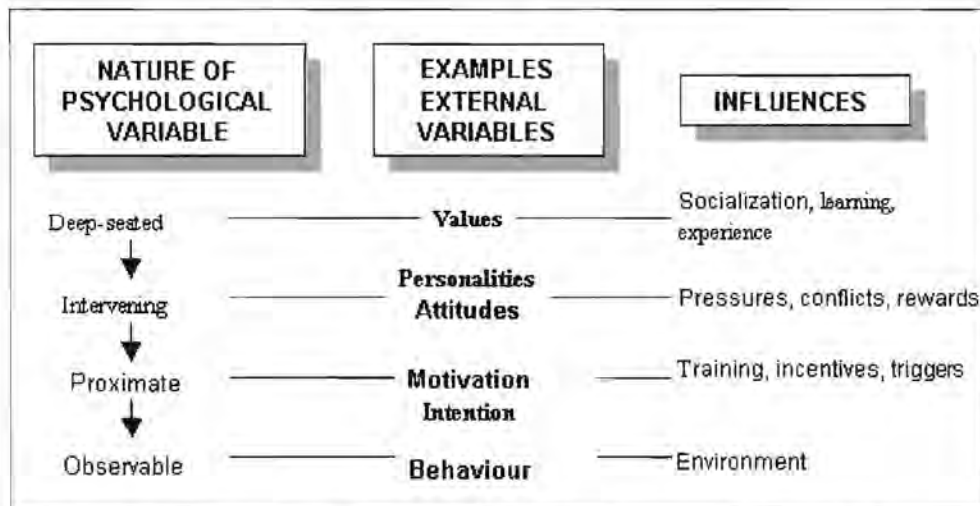 NATURE OF
PSYCHOLOGICAL
VARIABLE
EXAMPLES
EXTERNAL
VARIABLES
INFLUENCES
Deep-seated
Values
Socialization, learning,
experience
Intervening
Personalities
Attitudes
Pressures, conflicts, rewards
Proximate
Motivation
Intention
Training, incentives, triggers
Observable
Behaviour
Environment